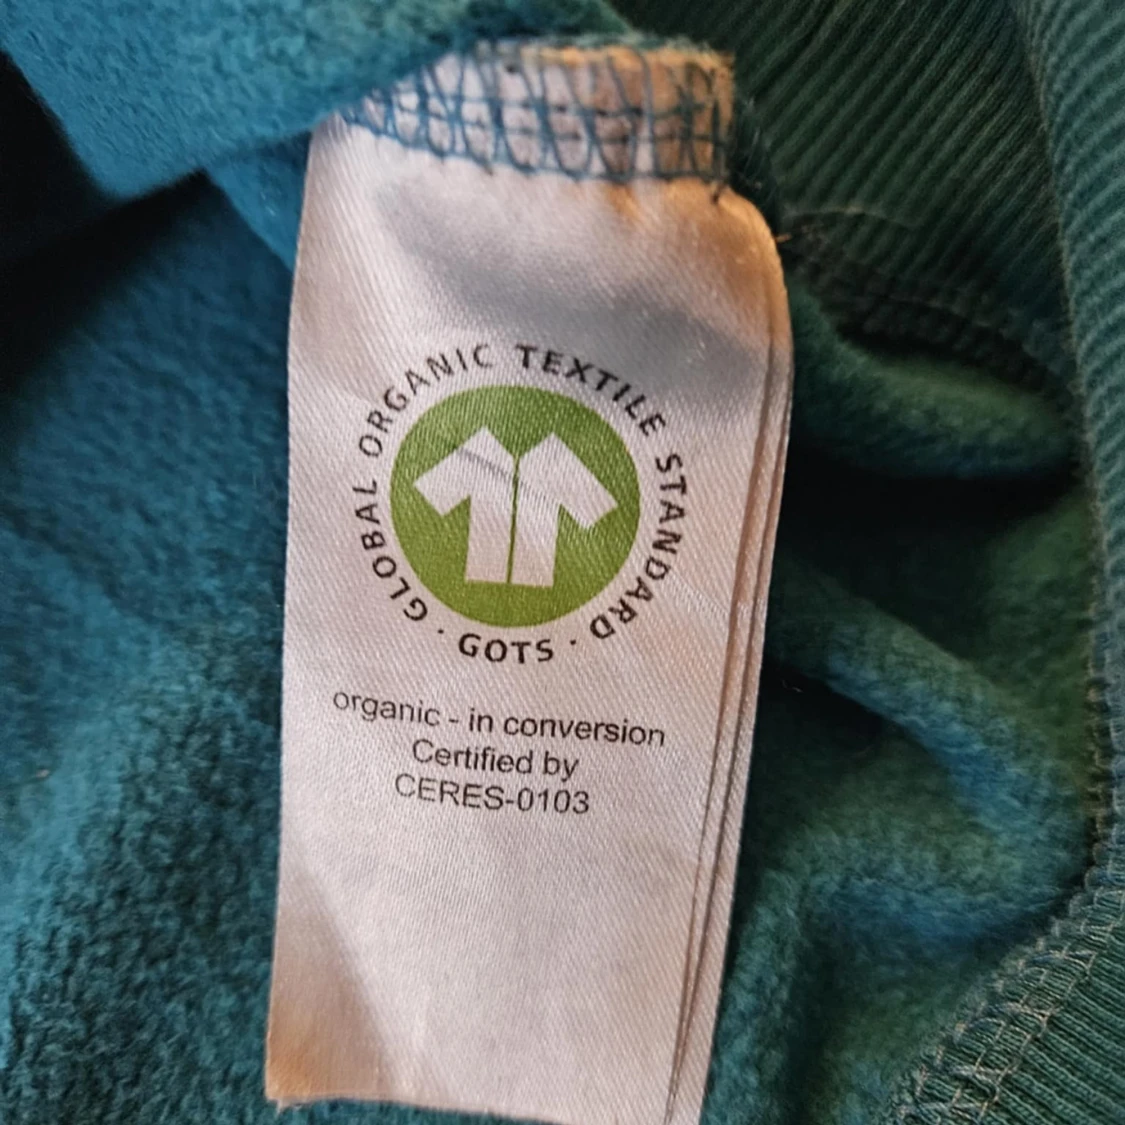 GLOBAL ORGANIC TEXTILE STANDARD · GOTS ·
organic - in conversion
Certified by
CERES-0103